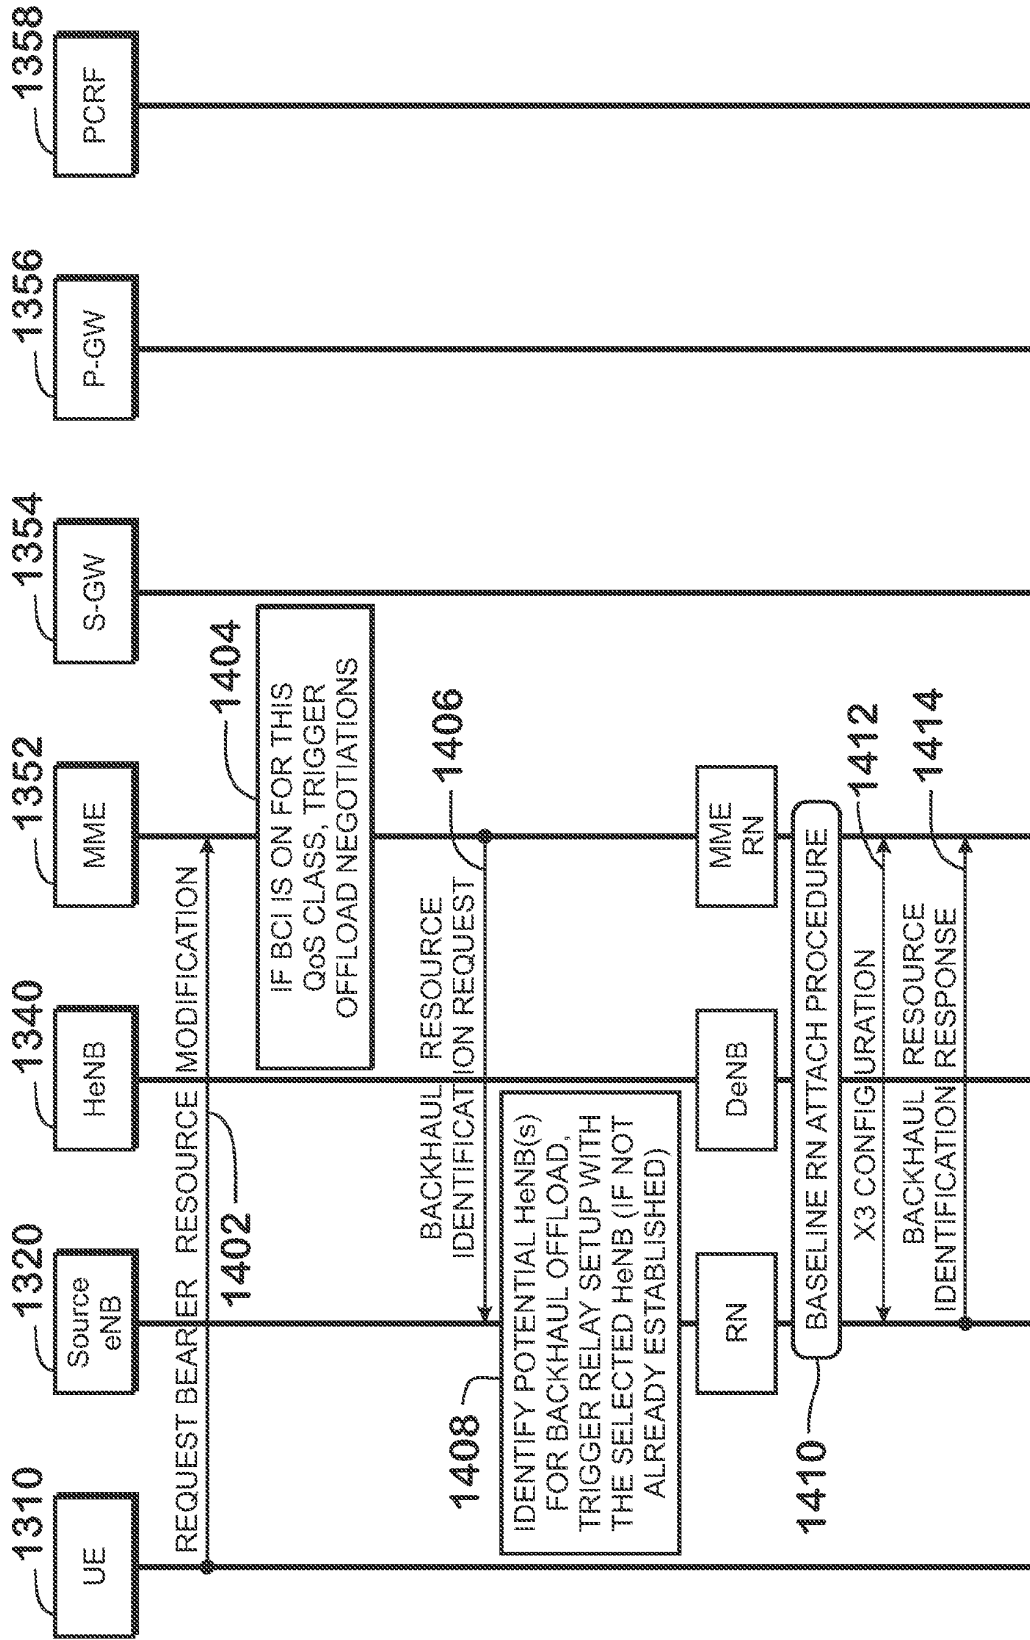 1310
UE
1320
Source
eNB
1340
HeNB
1352
MME
1354
S-GW
1356
P-GW
1358
PCRF
REQUEST BEARER RESOURCE MODIFICATION
1402
1404
IF BCI IS ON FOR THIS
QoS CLASS, TRIGGER
OFFLOAD NEGOTIATIONS
1406
BACKHAUL RESOURCE
IDENTIFICATION REQUEST
1408
IDENTIFY POTENTIAL HeNB(s)
FOR BACKHAUL OFFLOAD,
TRIGGER RELAY SETUP WITH
THE SELECTED HeNB (IF NOT
ALREADY ESTABLISHED)
RN
DeNB
MME
RN
1410
BASELINE RN ATTACH PROCEDURE
X3 CONFIGURATION
1412
BACKHAUL RESOURCE
IDENTIFICATION RESPONSE
1414